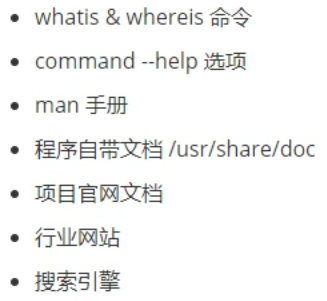 whatis & whereis 命令
command --help 选项
man 手册
程序自带文档 /usr/share/doc
项目官网文档
行业网站
搜索引擎